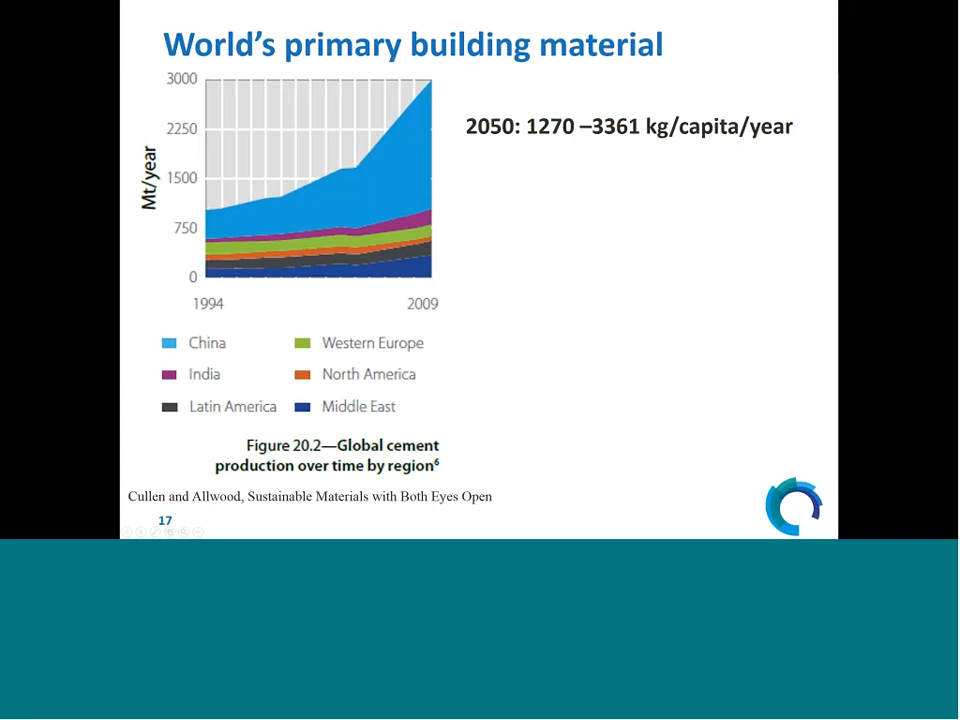 World's primary building material
3000
2250
1500
750
0
Mt/year
1994
2009
2050: 1270 –3361 kg/capita/year
China
Western Europe
India
North America
Latin America
Middle East
Figure 20.2—Global cement
production over time by region6
Cullen and Allwood, Sustainable Materials with Both Eyes Open
17